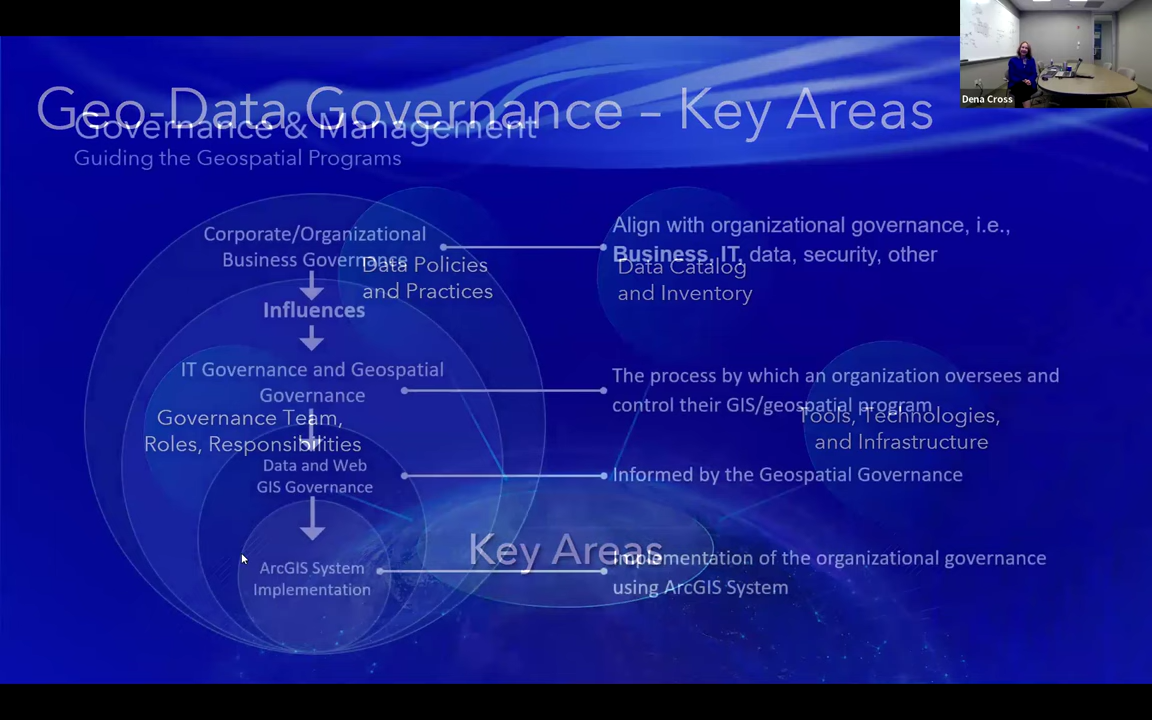 Dena Cross
Geo-Data Governance – Key Areas
Governance & Management
Guiding the Geospatial Programs
Corporate/Organizational
Business Governance
Influences
IT Governance and Geospatial
Governance
Data and Web
GIS Governance
ArcGIS System
Implementation
Align with organizational governance, i.e.,
Business, IT, data, security, other
The process by which an organization oversees and
control their GIS/geospatial program
Informed by the Geospatial Governance
Implementation of the organizational governance
using ArcGIS System
Data Policies
and Practices
Data Catalog
and Inventory
Governance Team,
Roles, Responsibilities
Tools, Technologies,
and Infrastructure
Key Areas